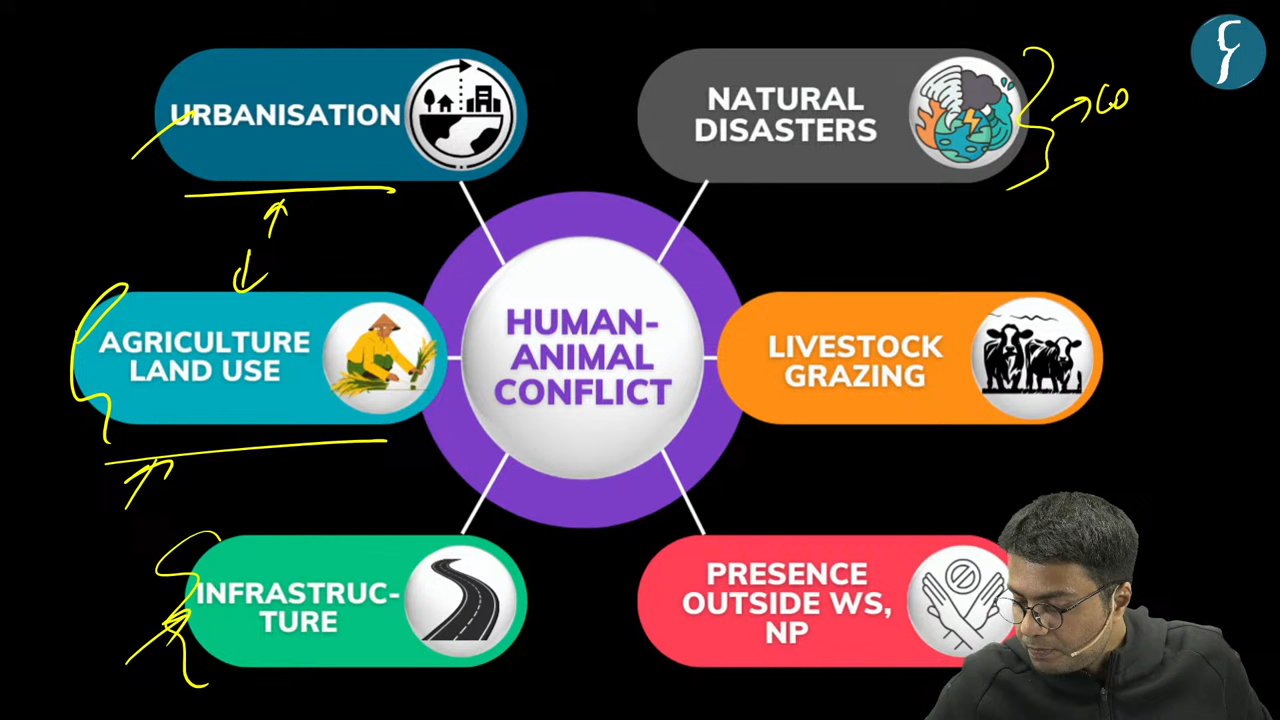 URBANISATION
NATURAL
DISASTERS
AGRICULTURE
LAND USE
HUMAN-
ANIMAL
CONFLICT
LIVESTOCK
GRAZING
INFRASTRUC-
TURE
PRESENCE
OUTSIDE WS,
NP